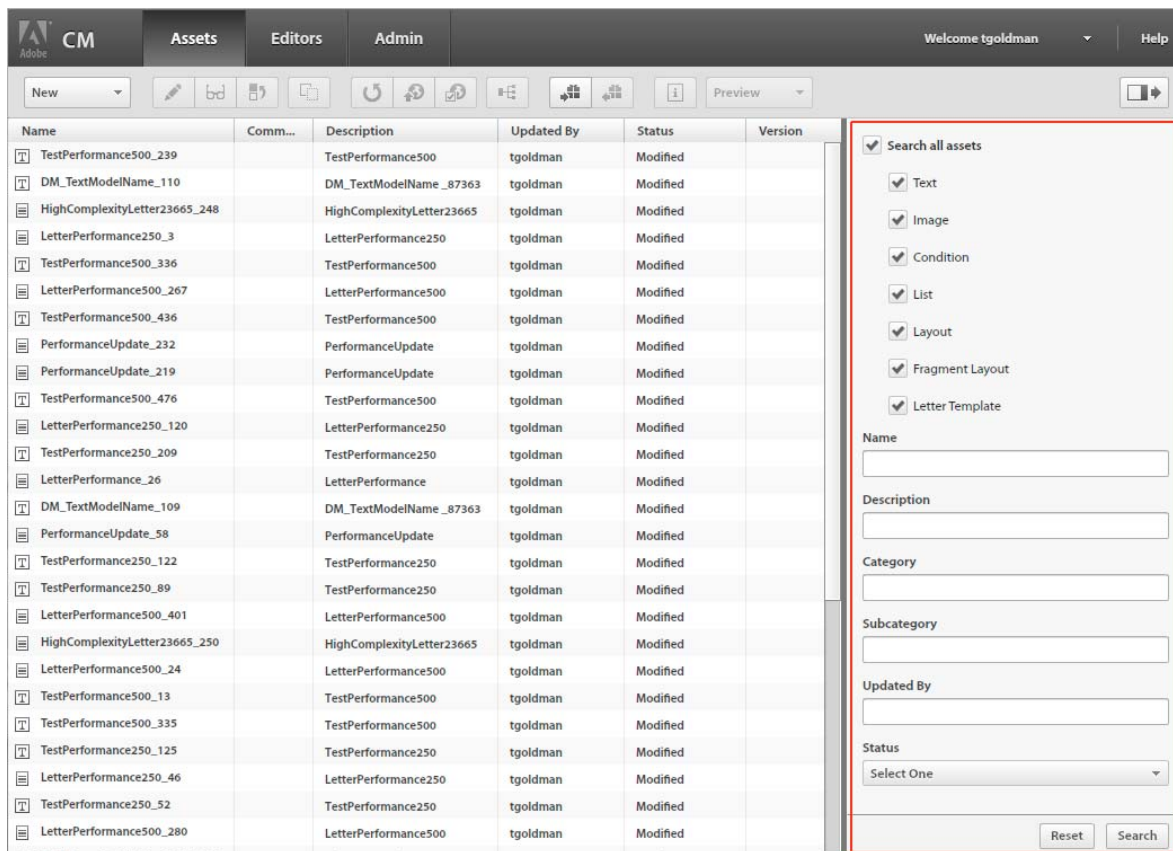 Adobe CM Assets Editors Admin Welcome tgoldman Help
New Preview
Name Comm... Description Updated By Status Version
TestPerformance500_239 TestPerformance500 tgoldman Modified
DM_TextModelName_110 DM_TextModelName _87363 tgoldman Modified
HighComplexityLetter23665_248 HighComplexityLetter23665 tgoldman Modified
LetterPerformance250_3 LetterPerformance250 tgoldman Modified
TestPerformance500_336 TestPerformance500 tgoldman Modified
LetterPerformance500_267 LetterPerformance500 tgoldman Modified
TestPerformance500_436 TestPerformance500 tgoldman Modified
PerformanceUpdate_232 PerformanceUpdate tgoldman Modified
PerformanceUpdate_219 PerformanceUpdate tgoldman Modified
TestPerformance500_476 TestPerformance500 tgoldman Modified
LetterPerformance250_120 LetterPerformance250 tgoldman Modified
TestPerformance250_209 TestPerformance250 tgoldman Modified
LetterPerformance_26 LetterPerformance tgoldman Modified
DM_TextModelName_109 DM_TextModelName _87363 tgoldman Modified
PerformanceUpdate_58 PerformanceUpdate tgoldman Modified
TestPerformance250_122 TestPerformance250 tgoldman Modified
TestPerformance250_89 TestPerformance250 tgoldman Modified
LetterPerformance500_401 LetterPerformance500 tgoldman Modified
HighComplexityLetter23665_250 HighComplexityLetter23665 tgoldman Modified
LetterPerformance500_24 LetterPerformance500 tgoldman Modified
TestPerformance500_13 TestPerformance500 tgoldman Modified
TestPerformance500_335 TestPerformance500 tgoldman Modified
TestPerformance250_125 TestPerformance250 tgoldman Modified
LetterPerformance250_46 LetterPerformance250 tgoldman Modified
TestPerformance250_52 TestPerformance250 tgoldman Modified
LetterPerformance500_280 LetterPerformance500 tgoldman Modified
Search all assets
Text
Image
Condition
List
Layout
Fragment Layout
Letter Template
Name
Description
Category
Subcategory
Updated By
Status
Select One
Reset Search